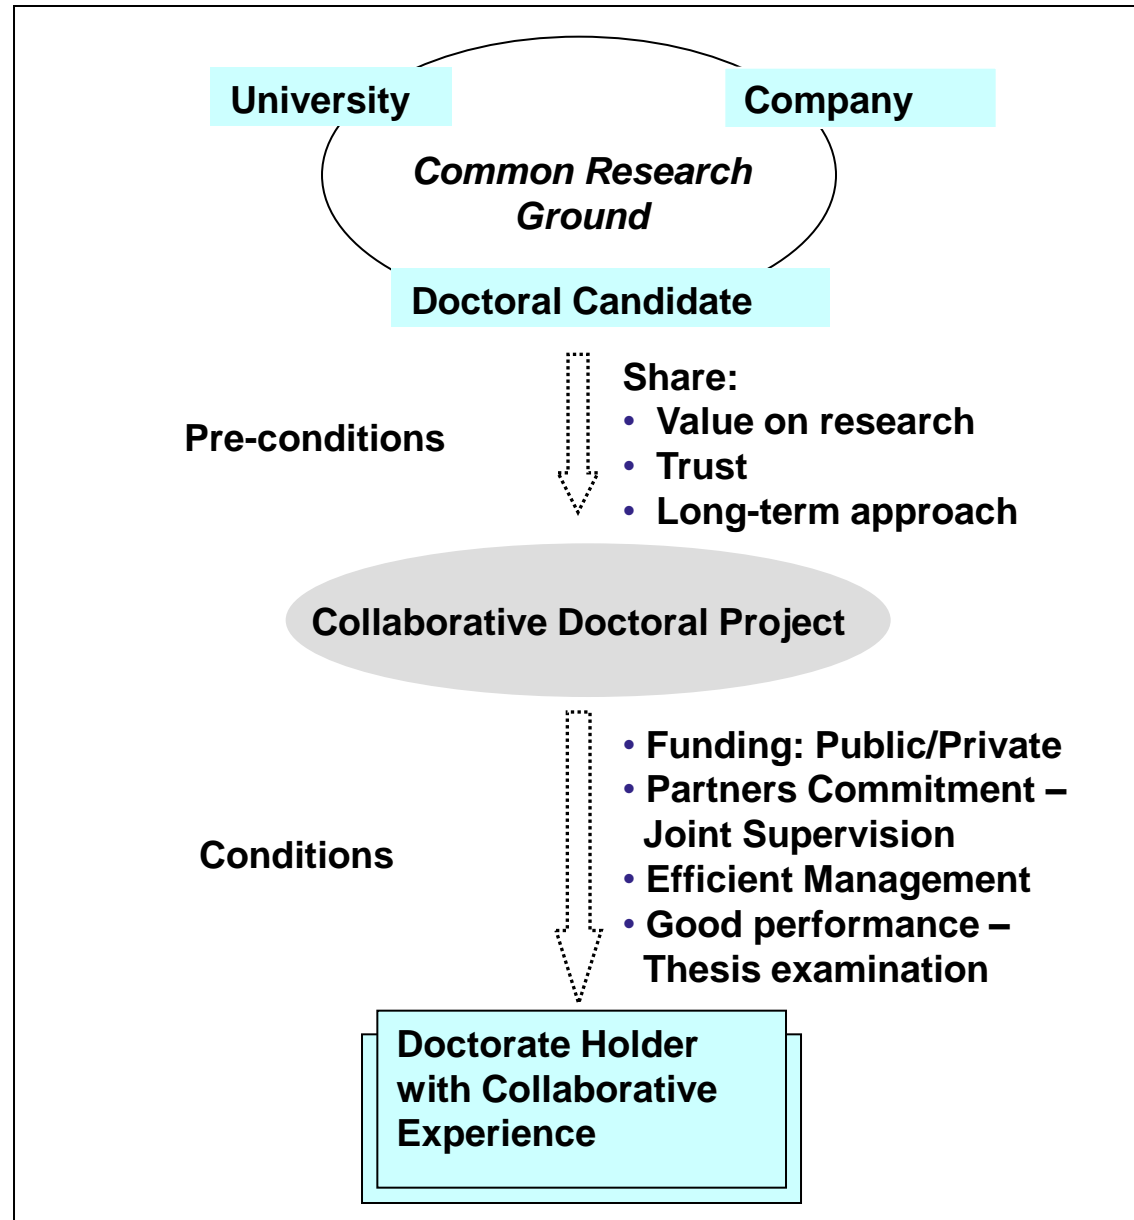 University
Company
Common Research
Ground
Doctoral Candidate
Pre-conditions
Share:
• Value on research
• Trust
• Long-term approach
Collaborative Doctoral Project
Conditions
• Funding: Public/Private
• Partners Commitment –
Joint Supervision
• Efficient Management
• Good performance –
Thesis examination
Doctorate Holder
with Collaborative
Experience